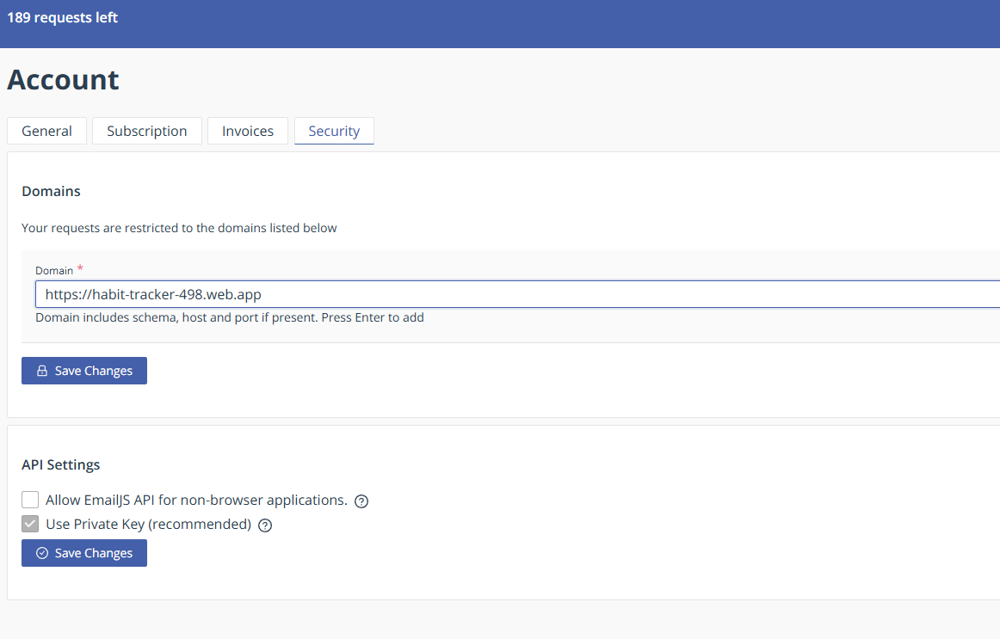 189 requests left
Account
General Subscription Invoices Security
Domains
Your requests are restricted to the domains listed below
Domain *
https://habit-tracker-498.web.app
Domain includes schema, host and port if present. Press Enter to add
Save Changes
API Settings
Allow EmailJS API for non-browser applications. ?
Use Private Key (recommended) ?
Save Changes